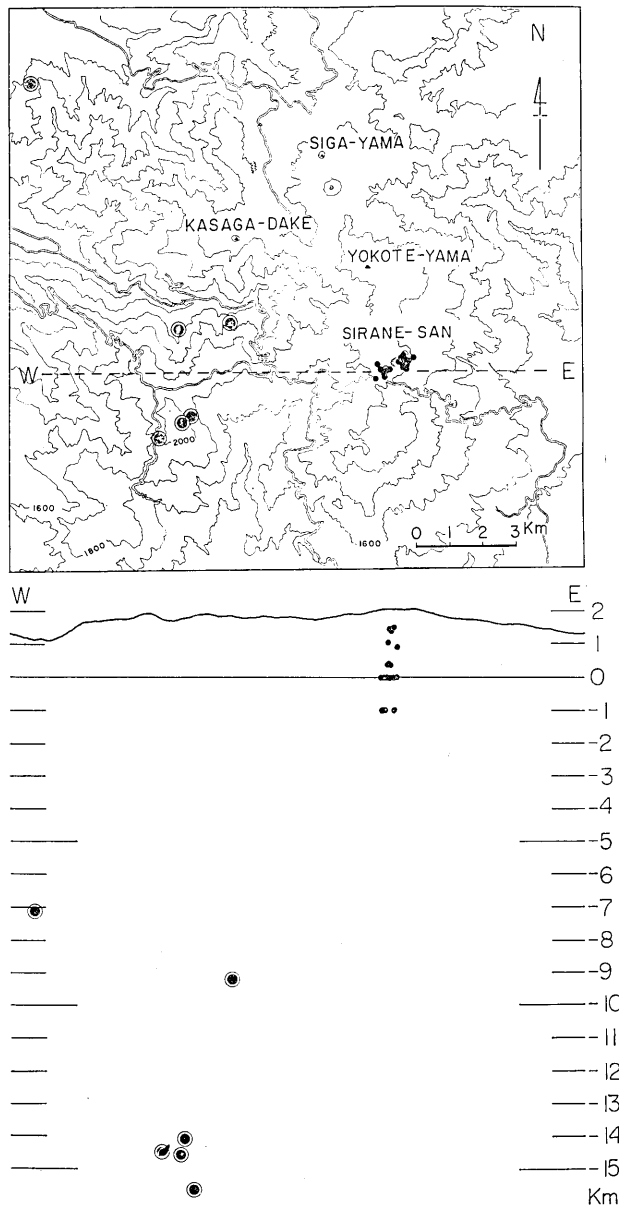 N
4
SIGA-YAMA
KASAGA-DAKE
YOKOTE-YAMA
SIRANE-SAN
W E
2000
1600
1800
1600
0 1 2 3 Km
W E
2
1
0
-1
-2
-3
-4
-5
-6
-7
-8
-9
-10
-11
-12
-13
-14
-15
Km